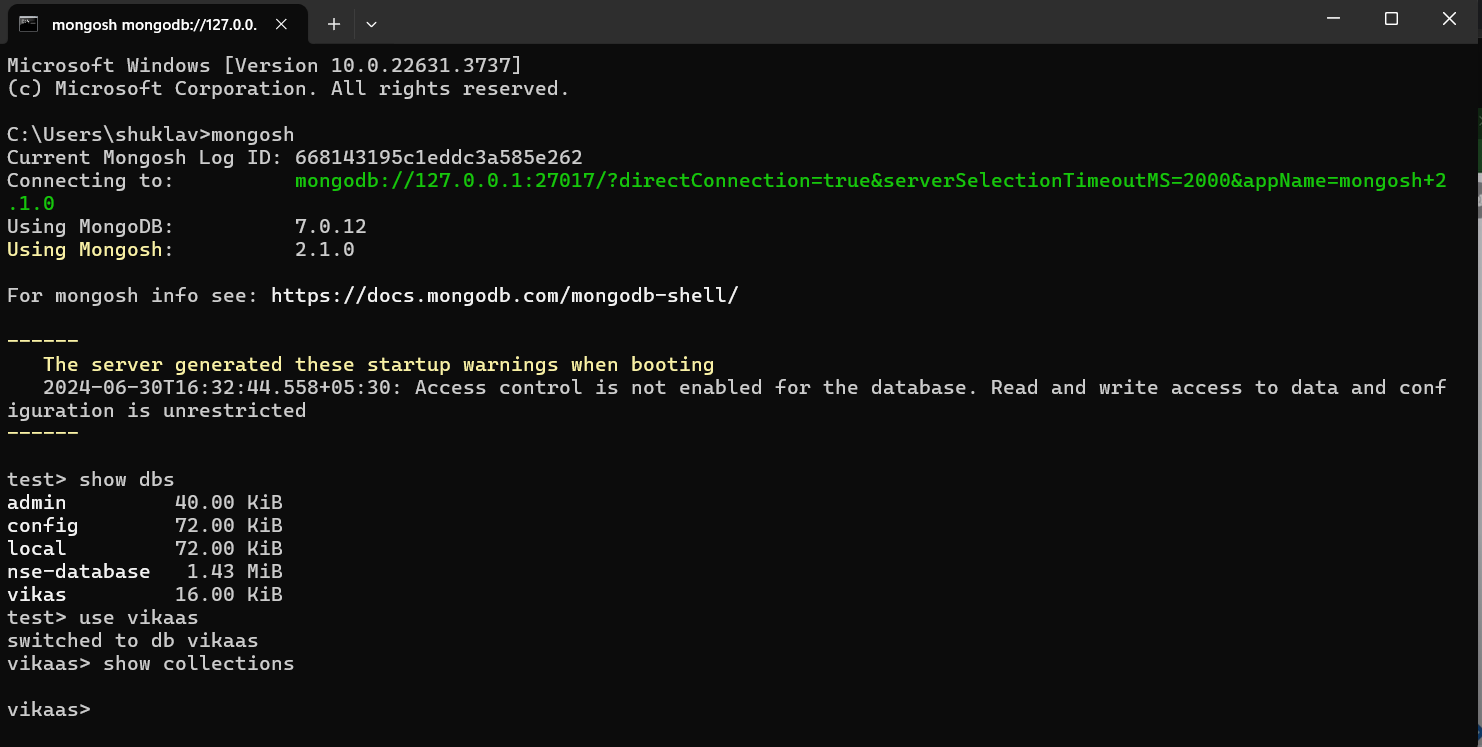 mongosh mongodb://127.0.0.
Microsoft Windows [Version 10.0.22631.3737]
(c) Microsoft Corporation. All rights reserved.
C:\Users\shuklav>mongosh
Current Mongosh Log ID: 668143195c1eddc3a585e262
Connecting to:          mongodb://127.0.0.1:27017/?directConnection=true&serverSelectionTimeoutMS=2000&appName=mongosh+2
.1.0
Using MongoDB:          7.0.12
Using Mongosh:          2.1.0
For mongosh info see: https://docs.mongodb.com/mongodb-shell/
------
   The server generated these startup warnings when booting
   2024-06-30T16:32:44.558+05:30: Access control is not enabled for the database. Read and write access to data and conf
iguration is unrestricted
------
test> show dbs
admin         40.00 KiB
config        72.00 KiB
local         72.00 KiB
nse-database   1.43 MiB
vikas         16.00 KiB
test> use vikaas
switched to db vikaas
vikaas> show collections
vikaas>